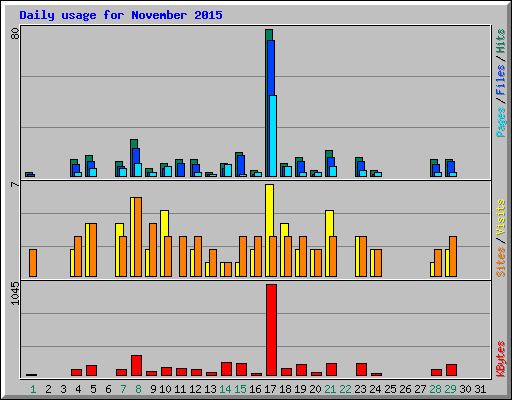 Daily usage for November 2015
80
7
1045
Pages / Files / Hits
Sites / Visits
KBytes
1 2 3 4 5 6 7 8 9 10 11 12 13 14 15 16 17 18 19 20 21 22 23 24 25 26 27 28 29 30 31